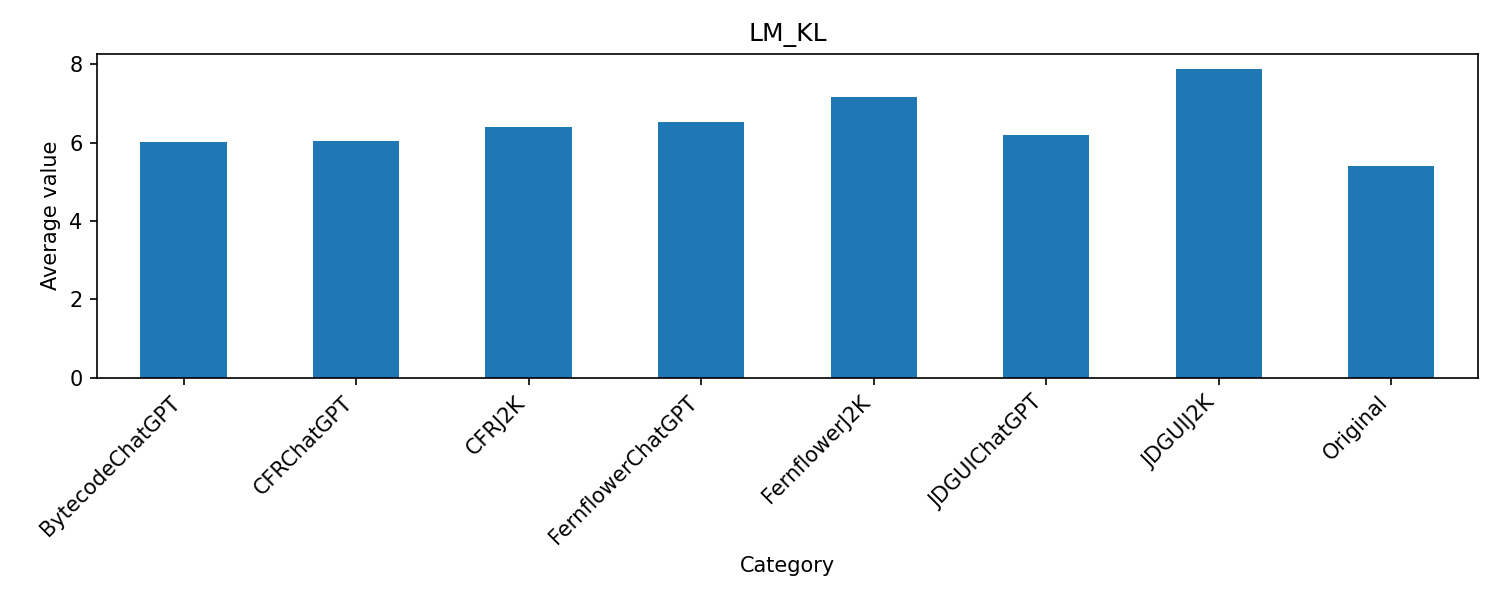 LM_KL
Average value
8
6
4
2
0
BytecodeChatGPT
CFRChatGPT
CFRJ2K
FernflowerChatGPT
FernflowerJ2K
JDGUIChatGPT
JDGUIJ2K
Original
Category